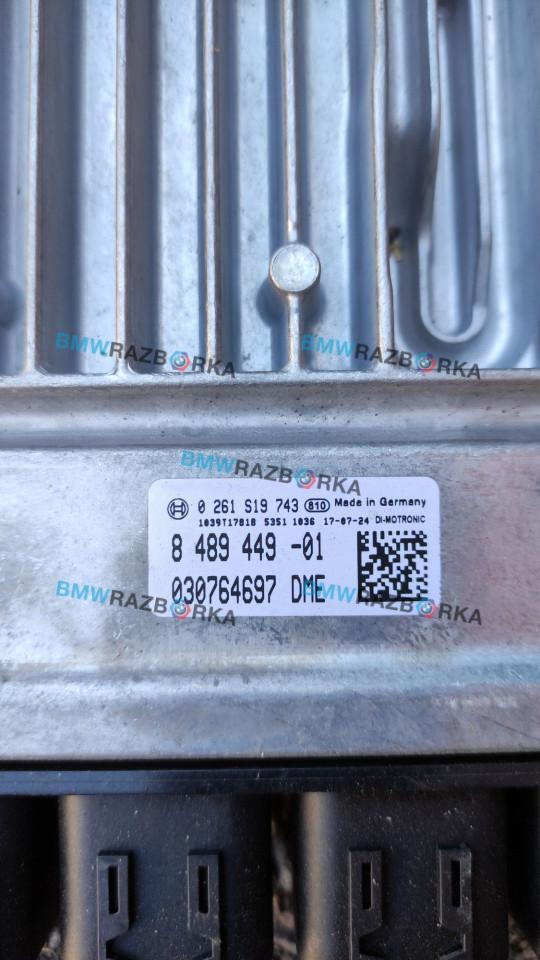 BMWRAZBORKA
BMWRAZBORKA
BMWRAZBORKA
0 261 S19 743 810 Made in Germany
1039T17818 5351 1036 17-07-24 DI-MOTRONIC
8 489 449 -01
030764697 DME
BMWRAZBORKA
BMWRAZBORKA